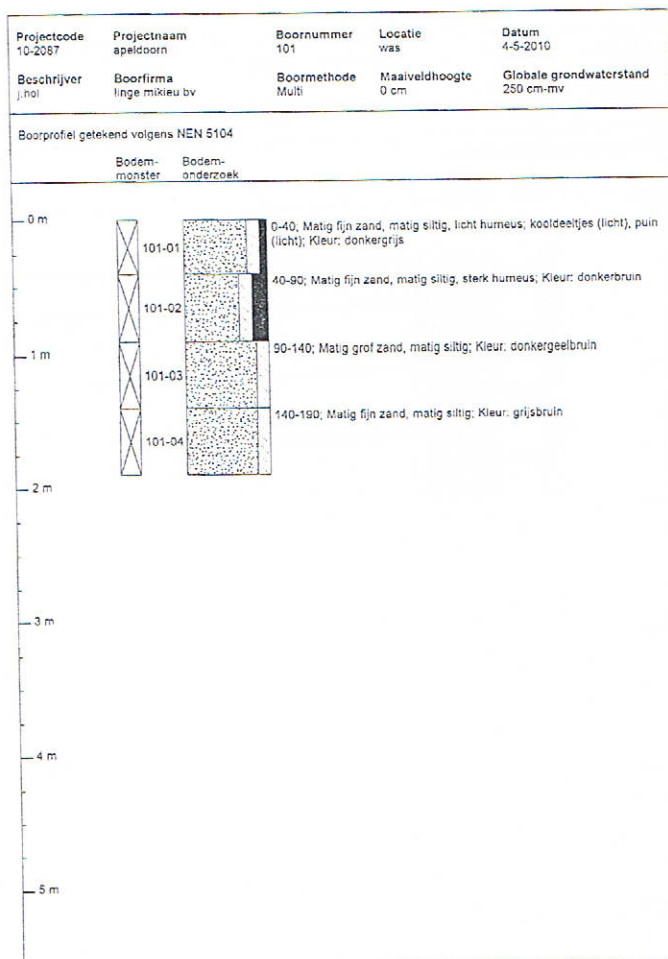 Projectcode Projectnaam Boornummer Locatie Datum
10-2087 apeldoorn 101 was 4-5-2010
Beschrijver Boorfirma Boormethode Maaiveldhoogte Globale grondwaterstand
j.hol linge mikieu bv Multi 0 cm 250 cm-mv
Boorprofiel getekend volgens NEN 5104
Bodem- Bodem-
monster onderzoek
0 m
0-40, Matig fijn zand, matig siltig, licht humeus; kooldeeltjes (licht), puin
(licht); Kleur: donkergrijs
101-01
40-90; Matig fijn zand, matig siltig, sterk humeus; Kleur: donkerbruin
101-02
1 m
90-140; Matig grof zand, matig siltig; Kleur: donkergeelbruin
101-03
140-190; Matig fijn zand, matig siltig; Kleur: grijsbruin
101-04
2 m
3 m
4 m
5 m